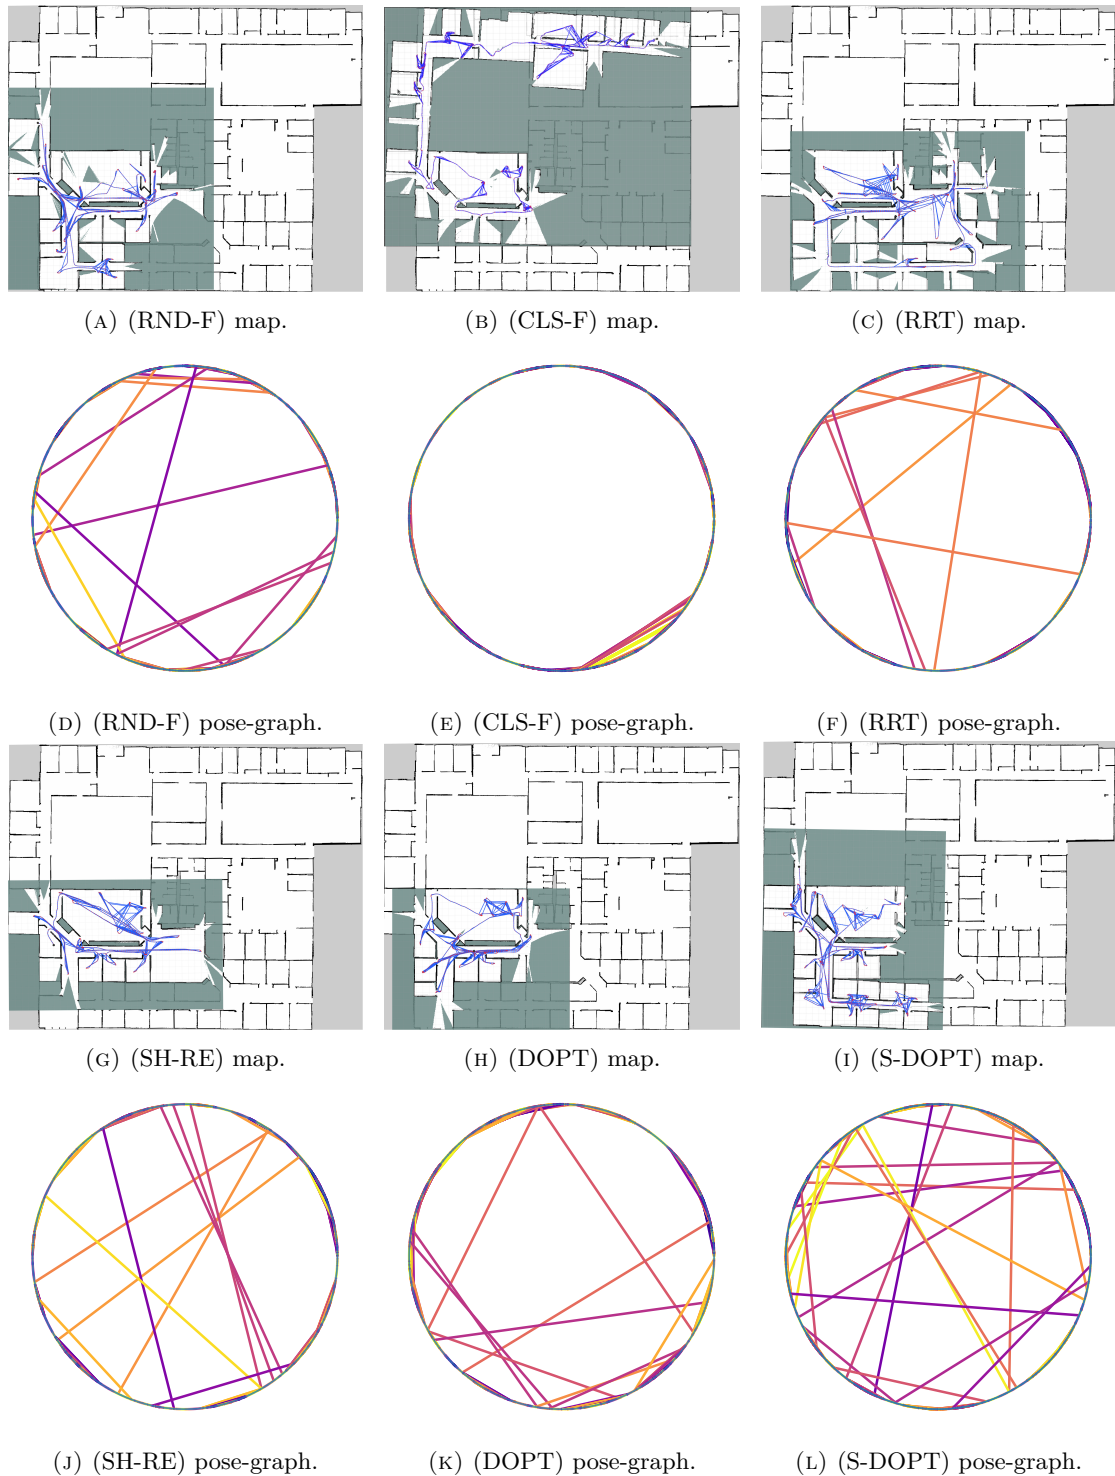 (A) (RND-F) map.
(B) (CLS-F) map.
(C) (RRT) map.
(D) (RND-F) pose-graph.
(E) (CLS-F) pose-graph.
(F) (RRT) pose-graph.
(G) (SH-RE) map.
(H) (DOPT) map.
(I) (S-DOPT) map.
(J) (SH-RE) pose-graph.
(K) (DOPT) pose-graph.
(L) (S-DOPT) pose-graph.